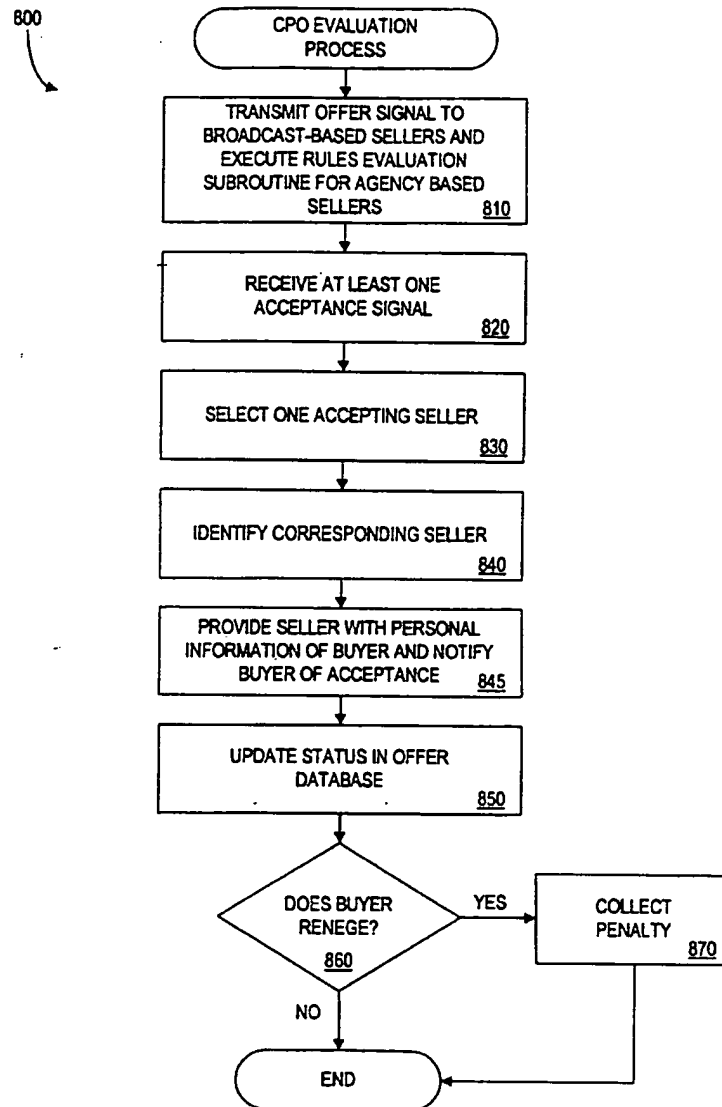 800
CPO EVALUATION
PROCESS
TRANSMIT OFFER SIGNAL TO
BROADCAST-BASED SELLERS AND
EXECUTE RULES EVALUATION
SUBROUTINE FOR AGENCY BASED
SELLERS
810
RECEIVE AT LEAST ONE
ACCEPTANCE SIGNAL
820
SELECT ONE ACCEPTING SELLER
830
IDENTIFY CORRESPONDING SELLER
840
PROVIDE SELLER WITH PERSONAL
INFORMATION OF BUYER AND NOTIFY
BUYER OF ACCEPTANCE
845
UPDATE STATUS IN OFFER
DATABASE
850
DOES BUYER
RENEGE?
860
YES
COLLECT
PENALTY
870
NO
END